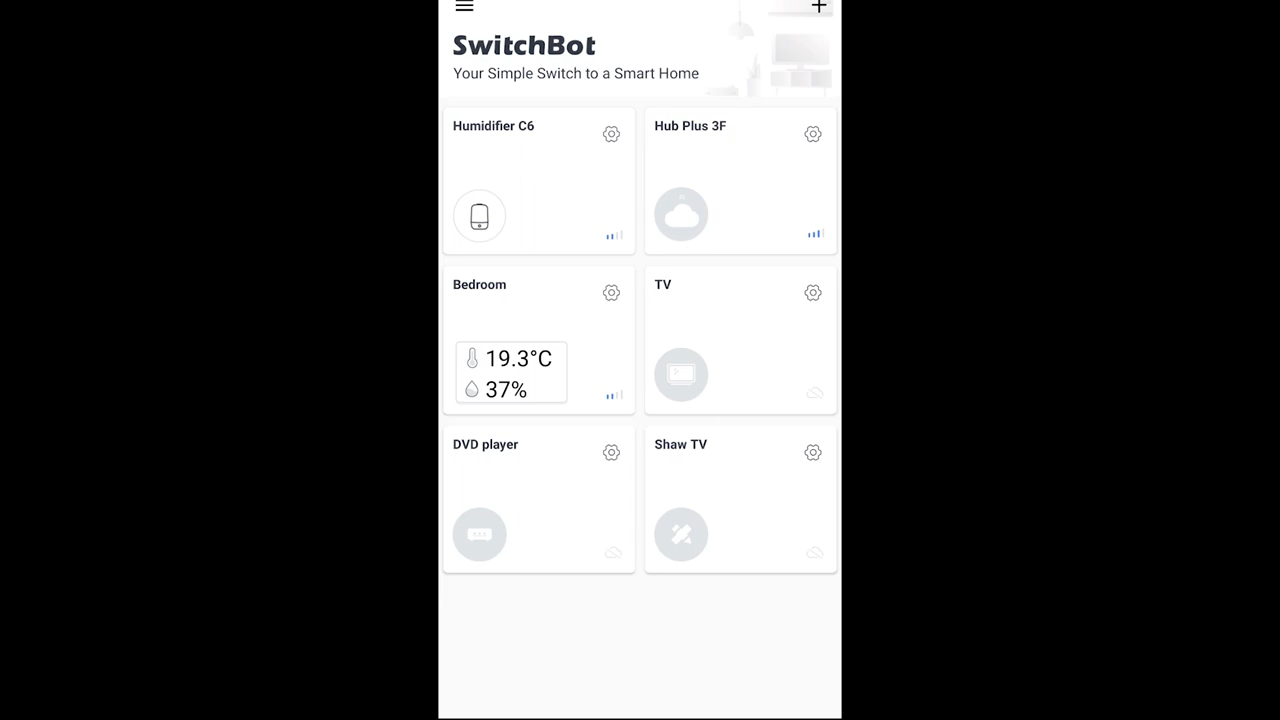 SwitchBot
Your Simple Switch to a Smart Home
Humidifier C6
Hub Plus 3F
Bedroom
19.3°C
37%
TV
DVD player
Shaw TV